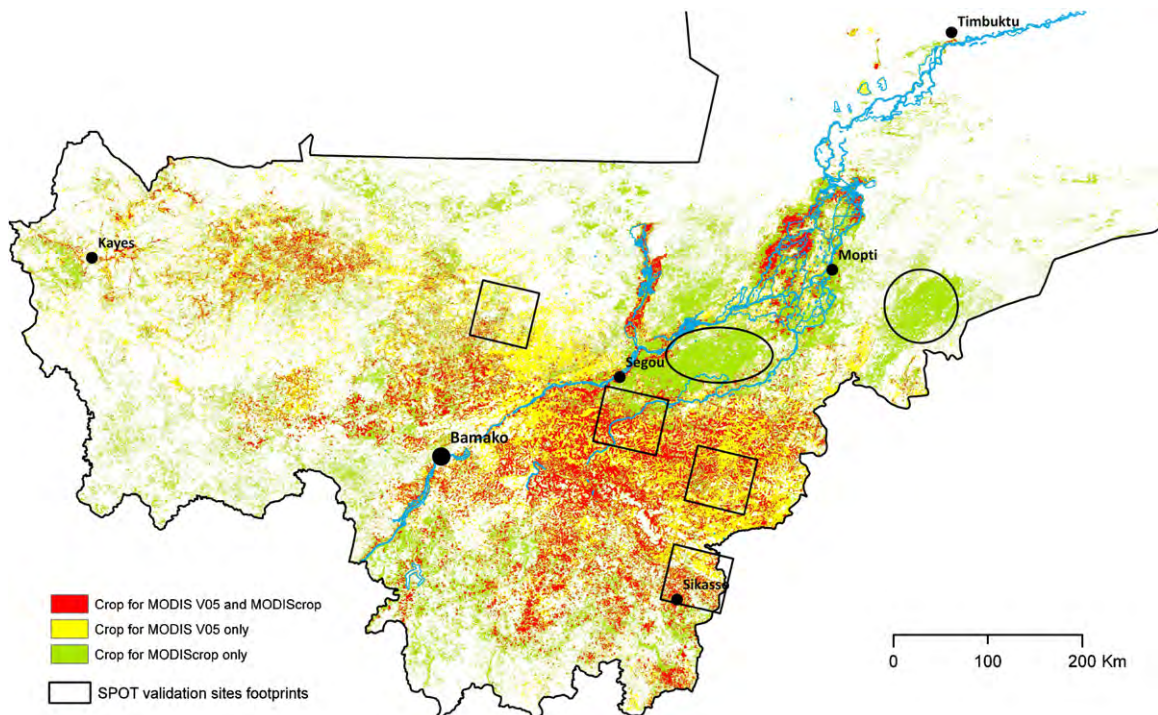 Timbuktu
Kayes
Mopti
Segou
Bamako
Sikasso
Crop for MODIS V05 and MODIScrop
Crop for MODIS V05 only
Crop for MODIScrop only
SPOT validation sites footprints
0 100 200 Km